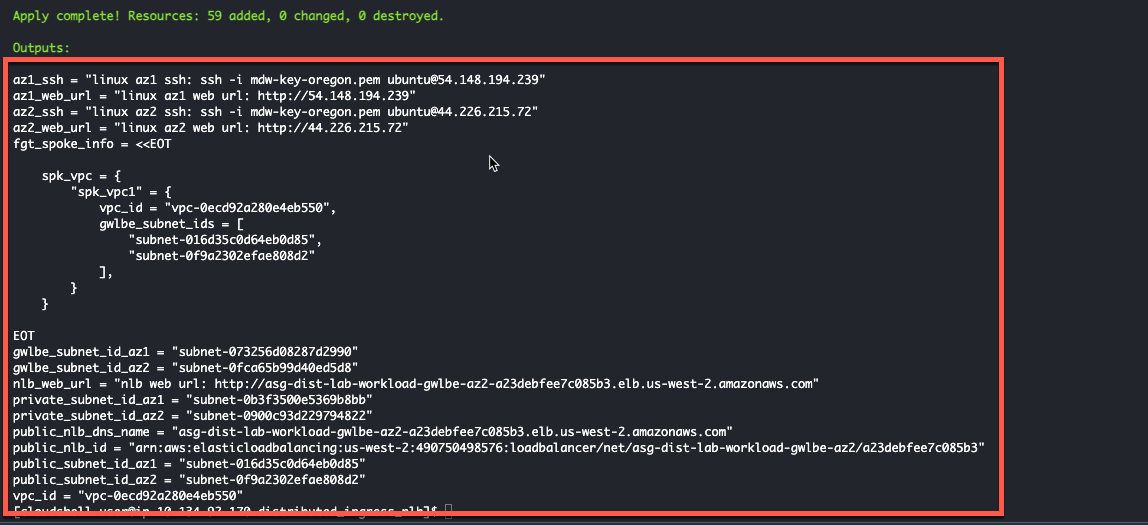 Apply complete! Resources: 59 added, 0 changed, 0 destroyed.
Outputs:
az1_ssh = "linux az1 ssh: ssh -i mdw-key-oregon.pem ubuntu@54.148.194.239"
az1_web_url = "linux az1 web url: http://54.148.194.239"
az2_ssh = "linux az2 ssh: ssh -i mdw-key-oregon.pem ubuntu@44.226.215.72"
az2_web_url = "linux az2 web url: http://44.226.215.72"
fgt_spoke_info = <<EOT
spk_vpc = {
"spk_vpc1" = {
vpc_id = "vpc-0ecd92a280e4eb550",
gwlbe_subnet_ids = [
"subnet-016d35c0d64eb0d85",
"subnet-0f9a2302efae808d2"
],
}
}
EOT
gwlbe_subnet_id_az1 = "subnet-073256d08287d2990"
gwlbe_subnet_id_az2 = "subnet-0fca65b99d40ed5d8"
nlb_web_url = "nlb web url: http://asg-dist-lab-workload-gwlbe-az2-a23debfee7c085b3.elb.us-west-2.amazonaws.com"
private_subnet_id_az1 = "subnet-0b3f3500e5369b8bb"
private_subnet_id_az2 = "subnet-0900c93d229794822"
public_nlb_dns_name = "asg-dist-lab-workload-gwlbe-az2-a23debfee7c085b3.elb.us-west-2.amazonaws.com"
public_nlb_id = "arn:aws:elasticloadbalancing:us-west-2:490750498576:loadbalancer/net/asg-dist-lab-workload-gwlbe-az2/a23debfee7c085b3"
public_subnet_id_az1 = "subnet-016d35c0d64eb0d85"
public_subnet_id_az2 = "subnet-0f9a2302efae808d2"
vpc_id = "vpc-0ecd92a280e4eb550"
[cloudshell-user@ip-10-134-92-170 distributed_ingress_nlb]$